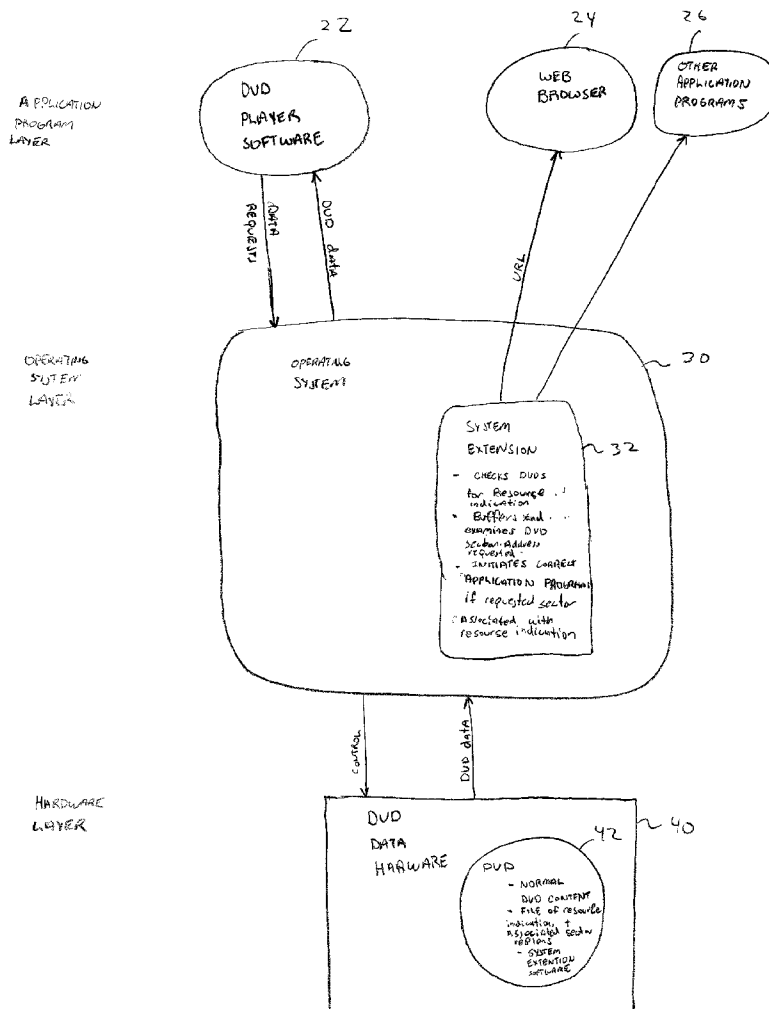 22
24
26
APPLICATION
PROGRAM
LAYER
DVD
PLAYER
SOFTWARE
WEB
BROWSER
OTHER
APPLICATION
PROGRAMS
DATA
REQUESTS
DVD data
URL
OPERATING
SYSTEM
LAYER
OPERATING
SYSTEM
30
SYSTEM
EXTENSION
32
- CHECKS DVDS
for Resourse
indication
- Buffers and
examines DVD
sector Address
requested
- INITIATES CORRECT
APPLICATION PROGRAM
if requested sector
Associated with
resourse indication
CONTROL
DVD data
HARDWARE
LAYER
DVD
DATA
HARWARE
40
42
DVD
- NORMAL
DVD CONTENT
- FILE OF resource
indication, +
associated sector
regions
- SYSTEM
EXTENTION
SOFTWARE